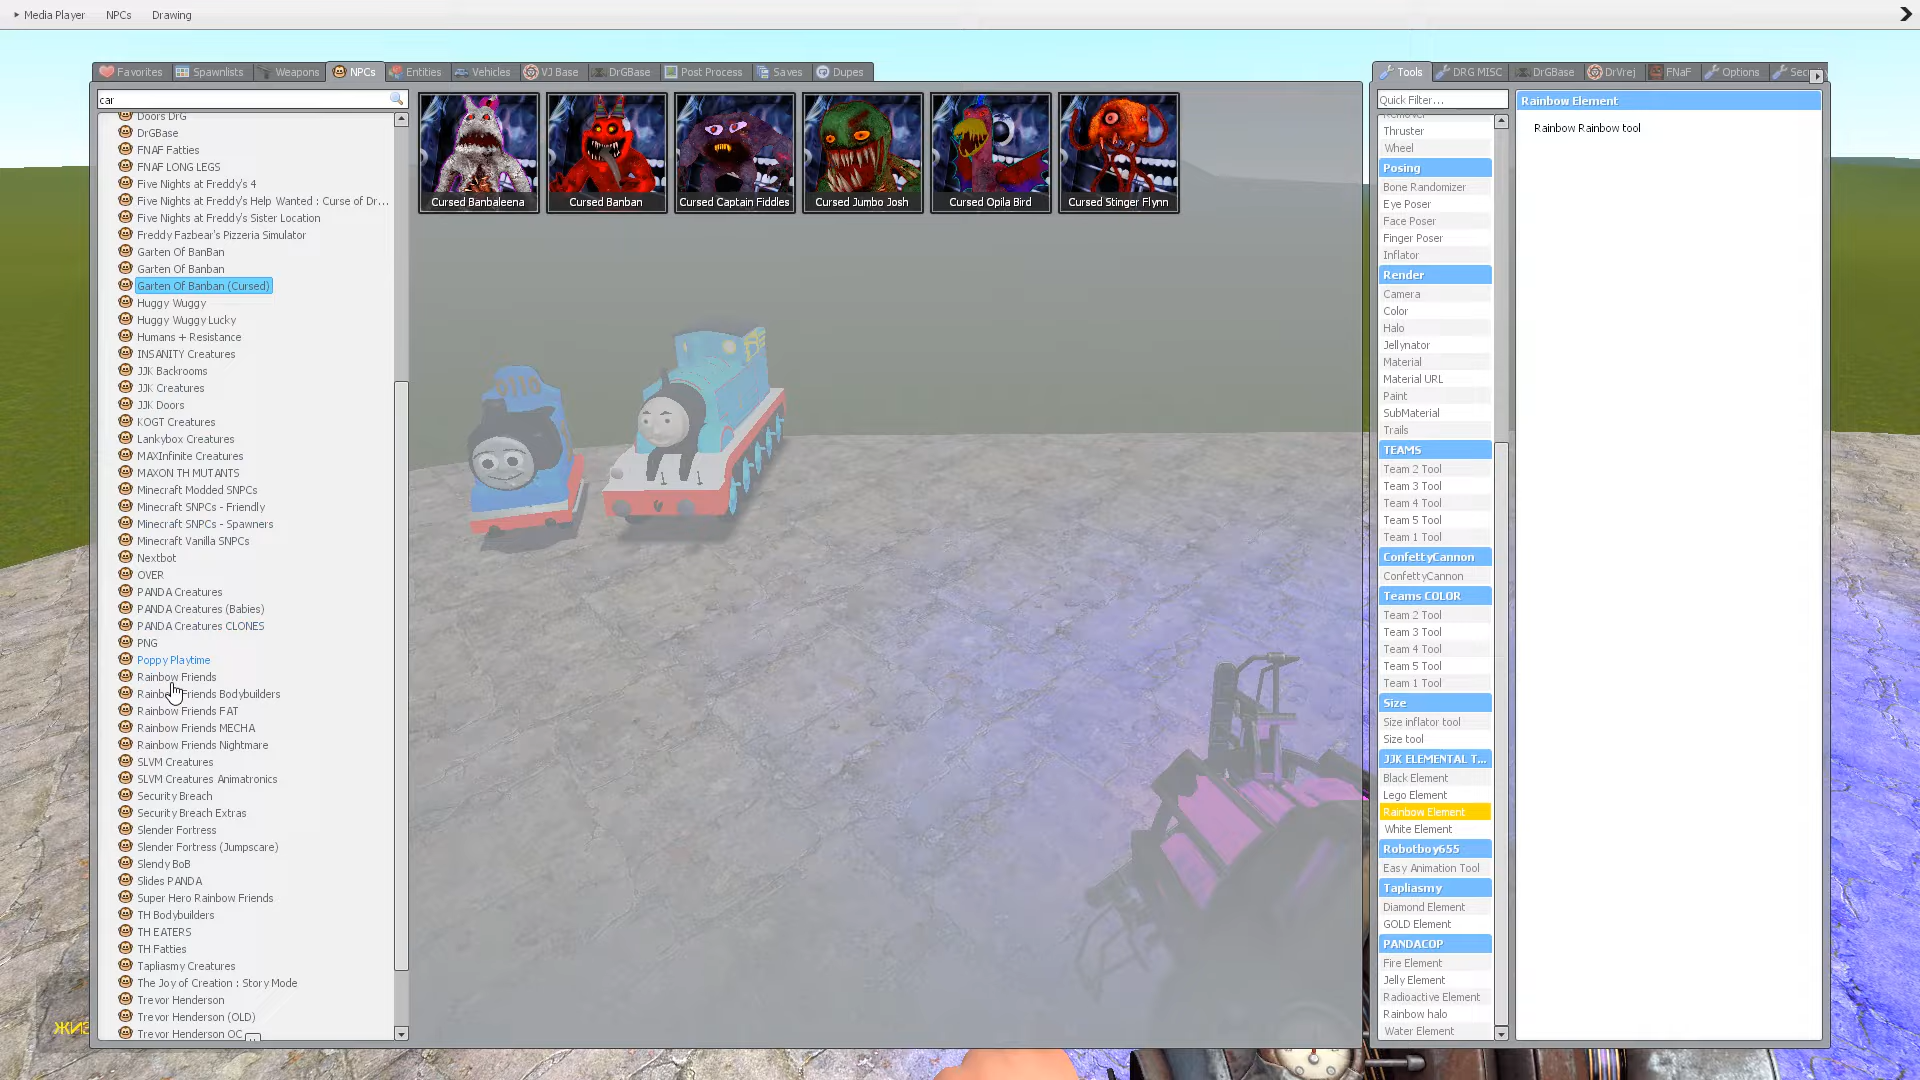 Media Player NPCs Drawing
Favorites Spawnlists Weapons NPCs Entities Vehicles VJ Base DrGBase Post Process Saves Dupes
car
Doors DrG
DrGBase
FNAF Fatties
FNAF LONG LEGS
Five Nights at Freddy's 4
Five Nights at Freddy's Help Wanted : Curse of Dr...
Five Nights at Freddy's Sister Location
Freddy Fazbear's Pizzeria Simulator
Garten Of BanBan
Garten Of Banban
Garten Of Banban (Cursed)
Huggy Wuggy
Huggy Wuggy Lucky
Humans + Resistance
INSANITY Creatures
JJK Backrooms
JJK Creatures
JJK Doors
KOGT Creatures
Lankybox Creatures
MAXInfinite Creatures
MAXON TH MUTANTS
Minecraft Modded SNPCs
Minecraft SNPCs - Friendly
Minecraft SNPCs - Spawners
Minecraft Vanilla SNPCs
Nextbot
OVER
PANDA Creatures
PANDA Creatures (Babies)
PANDA Creatures CLONES
PNG
Poppy Playtime
Rainbow Friends
Rainbow Friends Bodybuilders
Rainbow Friends FAT
Rainbow Friends MECHA
Rainbow Friends Nightmare
SLVM Creatures
SLVM Creatures Animatronics
Security Breach
Security Breach Extras
Slender Fortress
Slender Fortress (Jumpscare)
Slendy BoB
Slides PANDA
Super Hero Rainbow Friends
TH Bodybuilders
TH EATERS
TH Fatties
Tapliasmy Creatures
The Joy of Creation : Story Mode
Trevor Henderson
Trevor Henderson (OLD)
Trevor Henderson OC
Cursed Banbaleena
Cursed Banban
Cursed Captain Fiddles
Cursed Jumbo Josh
Cursed Opila Bird
Cursed Stinger Flynn
Tools DRG MISC DrGBase DrVrej FNaF Options
Quick Filter...
Thruster
Wheel
Posing
Bone Randomizer
Eye Poser
Face Poser
Finger Poser
Inflator
Render
Camera
Color
Halo
Jellynator
Material
Material URL
Paint
SubMaterial
Trails
TEAMS
Team 2 Tool
Team 3 Tool
Team 4 Tool
Team 5 Tool
Team 1 Tool
ConfettyCannon
ConfettyCannon
Teams COLOR
Team 2 Tool
Team 3 Tool
Team 4 Tool
Team 5 Tool
Team 1 Tool
Size
Size inflator tool
Size tool
JJK ELEMENTAL T...
Black Element
Lego Element
Rainbow Element
White Element
Robotboy655
Easy Animation Tool
Tapliasmy
Diamond Element
GOLD Element
PANDACOP
Fire Element
Jelly Element
Radioactive Element
Rainbow halo
Water Element
Rainbow Element
Rainbow Rainbow tool